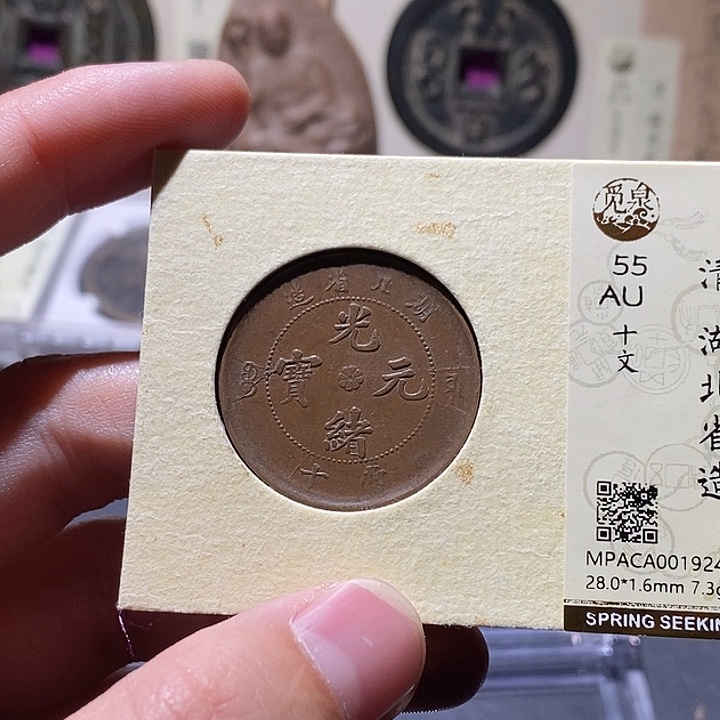 湖北省造
光緒元寶
當十
觅泉
55
AU
十文
清 湖北省造
MPACA001924
28.0*1.6mm 7.3g
SPRING SEEKIN